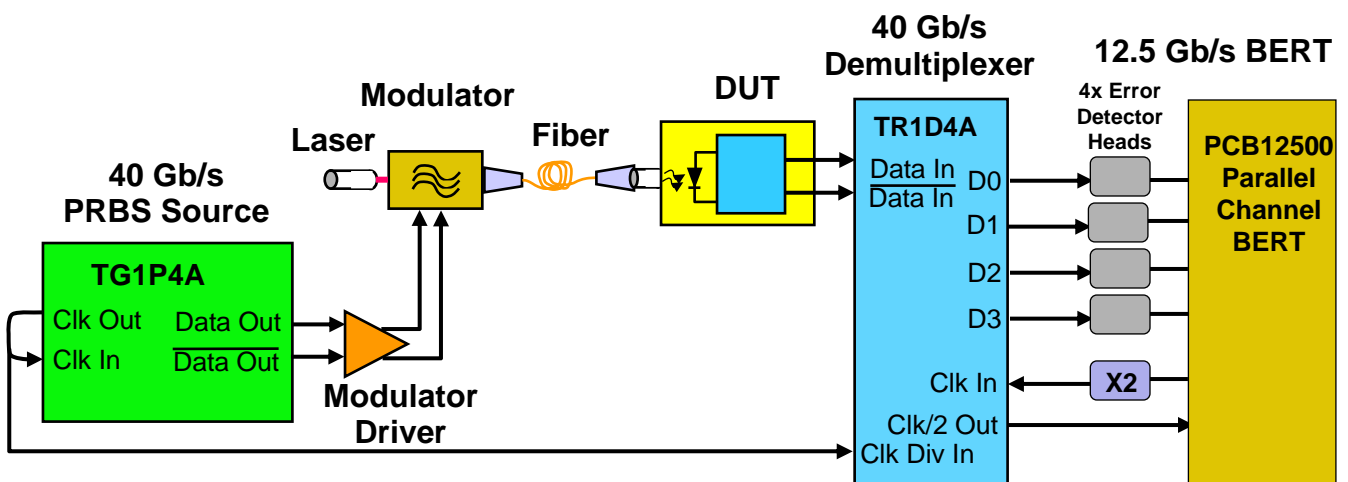 40 Gb/s
PRBS Source
TG1P4A
Clk Out
Data Out
Clk In
Data Out
Modulator
Driver
Laser
Modulator
Fiber
DUT
40 Gb/s
Demultiplexer
TR1D4A
Data In
Data In
D0
D1
D2
D3
Clk In
Clk/2 Out
Clk Div In
12.5 Gb/s BERT
4x Error
Detector
Heads
X2
PCB12500
Parallel
Channel
BERT